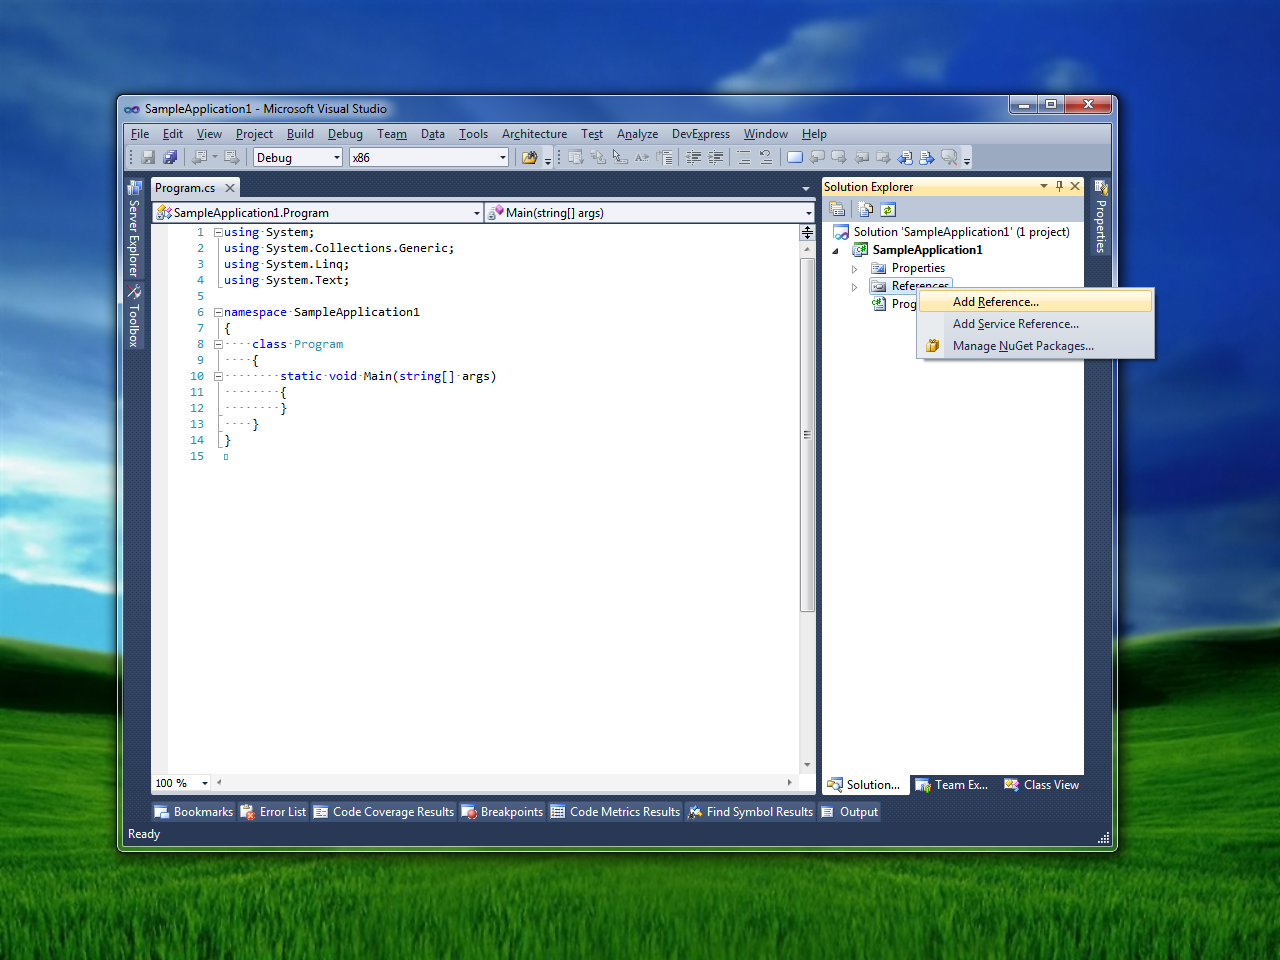 SampleApplication1 - Microsoft Visual Studio
File Edit View Project Build Debug Team Data Tools Architecture Test Analyze DevExpress Window Help
Debug x86
Server Explorer
Toolbox
Program.cs
SampleApplication1.Program Main(string[] args)
1 using System;
2 using System.Collections.Generic;
3 using System.Linq;
4 using System.Text;
5
6 namespace SampleApplication1
7 {
8 class Program
9 {
10 static void Main(string[] args)
11 {
12 }
13 }
14 }
15
100 %
Solution Explorer
Solution 'SampleApplication1' (1 project)
SampleApplication1
Properties
References
Prog
Add Reference...
Add Service Reference...
Manage NuGet Packages...
Properties
Solution... Team Ex... Class View
Bookmarks Error List Code Coverage Results Breakpoints Code Metrics Results Find Symbol Results Output
Ready